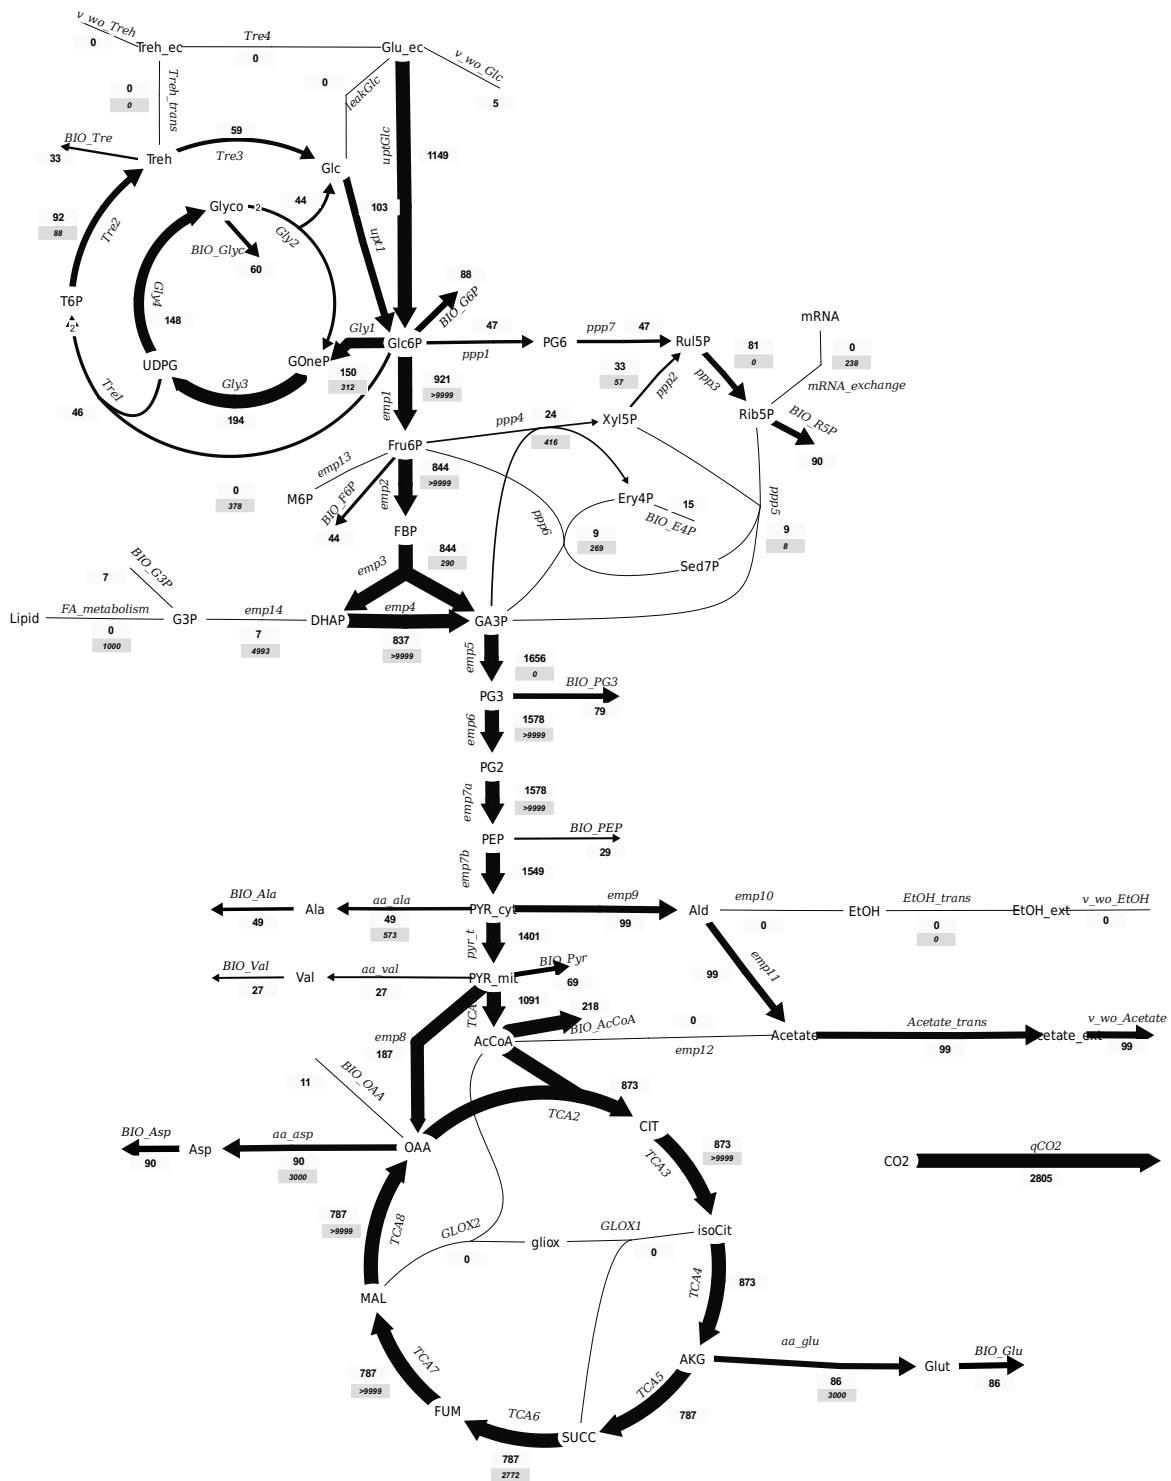 v_wo_Treh
0
Treh_ec
Tre4
0
Glu_ec
v_wo_Glc
5
0
0
Treh_trans
0
leakGlc
uptGlc
1149
BIO_Tre
33
Treh
59
Tre3
Glc
92
88
Tre2
Glyco
2
44
Gly2
103
upt1
BIO_Glyc
60
T6P
2
Gly4
148
88
BIO_G6P
Gly1
Glc6P
47
ppp1
PG6
ppp7
47
Rul5P
mRNA
0
238
mRNA_exchange
UDPG
GOneP
150
312
Gly3
194
Tre1
46
921
>9999
emp1
33
57
ppp2
ppp3
81
0
Xyl5P
Rib5P
BIO_R5P
90
ppp4
24
416
Fru6P
emp13
0
378
M6P
BIO_F6P
44
emp2
844
>9999
Ery4P
15
BIO_E4P
ppp6
9
269
ppp5
9
8
Sed7P
FBP
844
290
emp3
BIO_G3P
7
Lipid
FA_metabolism
0
1000
G3P
emp14
7
4993
DHAP
emp4
837
>9999
GA3P
emp5
1656
0
PG3
BIO_PG3
79
emp6
1578
>9999
PG2
emp7a
1578
>9999
PEP
BIO_PEP
29
emp7b
1549
BIO_Ala
49
Ala
aa_ala
49
573
PYR_cyt
emp9
99
Ald
emp10
0
EtOH
EtOH_trans
0
0
EtOH_ext
v_wo_EtOH
0
pyr_t
1401
emp11
99
BIO_Val
27
Val
aa_val
27
PYR_mit
BIO_Pyr
69
TCA
1091
218
BIO_AcCoA
emp8
187
AcCoA
0
emp12
Acetate
Acetate_trans
99
cetate_ext
v_wo_Acetate
99
11
BIO_OAA
873
TCA2
CIT
BIO_Asp
90
Asp
aa_asp
90
3000
OAA
TCA3
873
>9999
CO2
qCO2
2805
787
>9999
TCA8
GLOX2
0
gliox
GLOX1
0
isoCit
TCA4
873
MAL
AKG
aa_glu
86
3000
Glut
BIO_Glu
86
787
>9999
TCA7
TCA5
787
FUM
TCA6
787
2772
SUCC